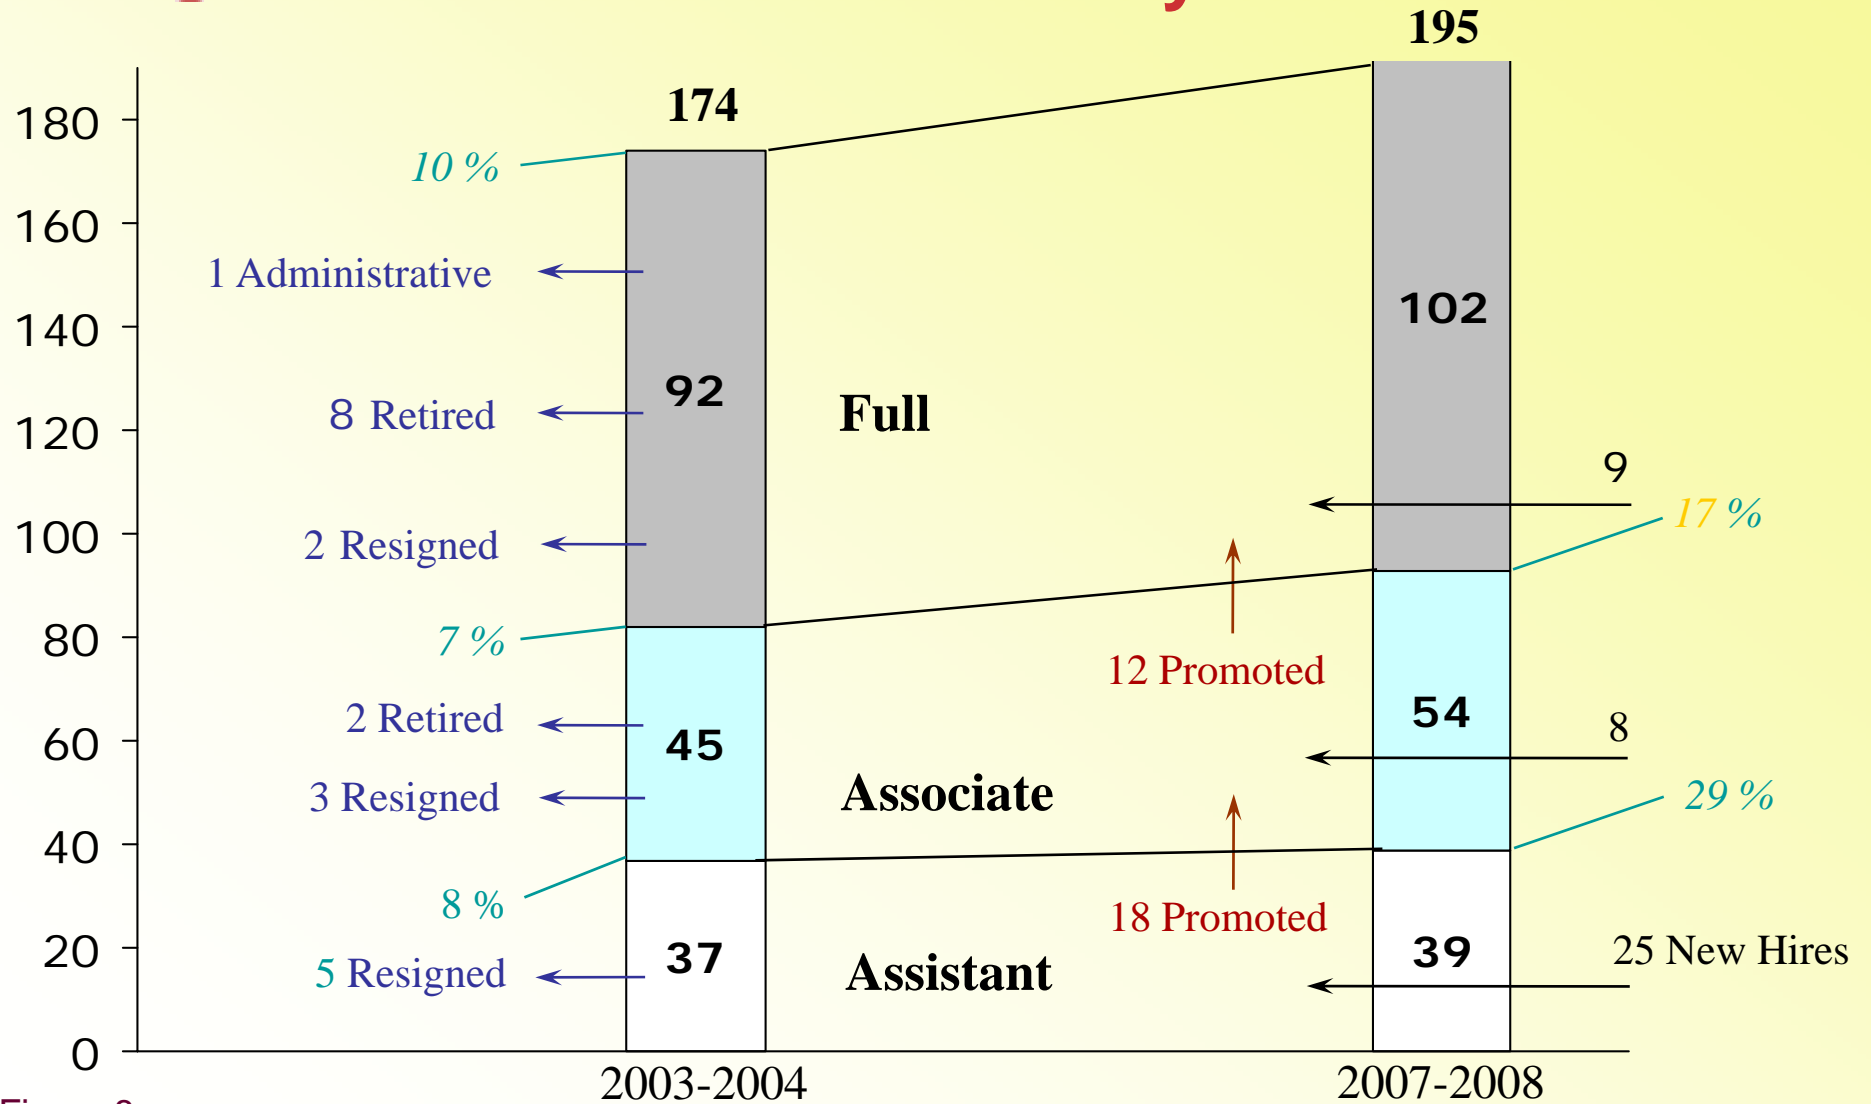 195
174
180
10 %
160
1 Administrative
140
102
92
8 Retired
Full
120
9
17 %
100
2 Resigned
80
7 %
12 Promoted
2 Retired
54
8
60
45
3 Resigned
Associate
29 %
40
8 %
18 Promoted
20
37
39
25 New Hires
5 Resigned
Assistant
0
2003-2004
2007-2008